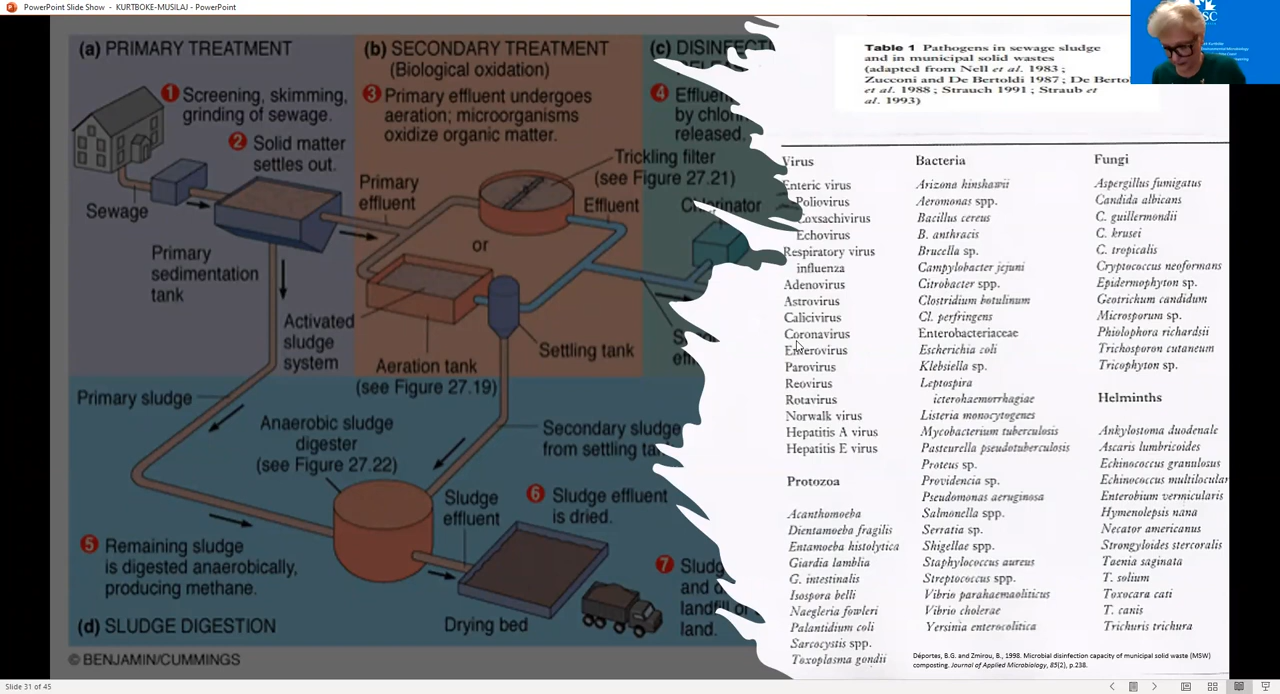 PowerPoint Slide Show - KURTBOKE-MUSILAJ - PowerPoint
(a) PRIMARY TREATMENT
1 Screening, skimming,
grinding of sewage.
2 Solid matter
settles out.
Sewage
Primary
sedimentation
tank
(b) SECONDARY TREATMENT
(Biological oxidation)
3 Primary effluent undergoes
aeration; microorganisms
oxidize organic matter.
Trickling filter
(see Figure 27.21)
Primary
effluent
Effluent
or
Activated
sludge
system
Aeration tank
(see Figure 27.19)
Settling tank
(c)
4
by
released.
Primary sludge
Anaerobic sludge
digester
(see Figure 27.22)
Secondary sludge
from settling
Sludge
effluent
6 Sludge effluent
is dried.
5 Remaining sludge
is digested anaerobically,
producing methane.
7
and
land.
Drying bed
(d) SLUDGE DIGESTION
© BENJAMIN/CUMMINGS
Table 1 Pathogens in sewage sludge
and in municipal solid wastes
(adapted from Nell et al. 1983;
Zucconi and De Bertoldi 1987; De
et al. 1988; Strauch 1991; Straub et
al. 1993)
Virus
Enteric virus
Poliovirus
Coxsachivirus
Echovirus
Respiratory virus
influenza
Adenovirus
Astrovirus
Calicivirus
Coronavirus
Enterovirus
Parovirus
Reovirus
Rotavirus
Norwalk virus
Hepatitis A virus
Hepatitis E virus
Protozoa
Acanthomoeba
Dientamoeba fragilis
Entamoeba histolytica
Giardia lamblia
G. intestinalis
Isospora belli
Naegleria fowleri
Palantidium coli
Sarcocystis spp.
Toxoplasma gondii
Bacteria
Arizona hinshawii
Aeromonas spp.
Bacillus cereus
B. anthracis
Brucella sp.
Campylobacter jejuni
Citrobacter spp.
Clostridium botulinum
Cl. perfringens
Enterobacteriaceae
Escherichia coli
Klebsiella sp.
Leptospira
icterohaemorrhagiae
Listeria monocytogenes
Mycobacterium tuberculosis
Pasteurella pseudotuberculosis
Proteus sp.
Providencia sp.
Pseudomonas aeruginosa
Salmonella spp.
Serratia sp.
Shigellae spp.
Staphylococcus aureus
Streptococcus spp.
Vibrio parahaemaoliticus
Vibrio cholerae
Yersinia enterocolitica
Fungi
Aspergillus fumigatus
Candida albicans
C. guillermondii
C. krusei
C. tropicalis
Cryptococcus neoformans
Epidermophyton sp.
Geotrichum candidum
Microsporum sp.
Phiolophora richardsii
Trichosporon cutaneum
Tricophyton sp.
Helminths
Ankylostoma duodenale
Ascaris lumbricoides
Echinococcus granulosus
Echinococcus multilocular
Enterobium vermicularis
Hymenolepis nana
Necator americanus
Strongyloides stercoralis
Taenia saginata
T. solium
Toxocara cati
T. canis
Trichuris trichura
Déportes, B.G. and Zmirou, B., 1998. Microbial disinfection capacity of municipal solid waste (MSW)
composting. Journal of Applied Microbiology, 85(2), p.238.
Slide 31 of 45